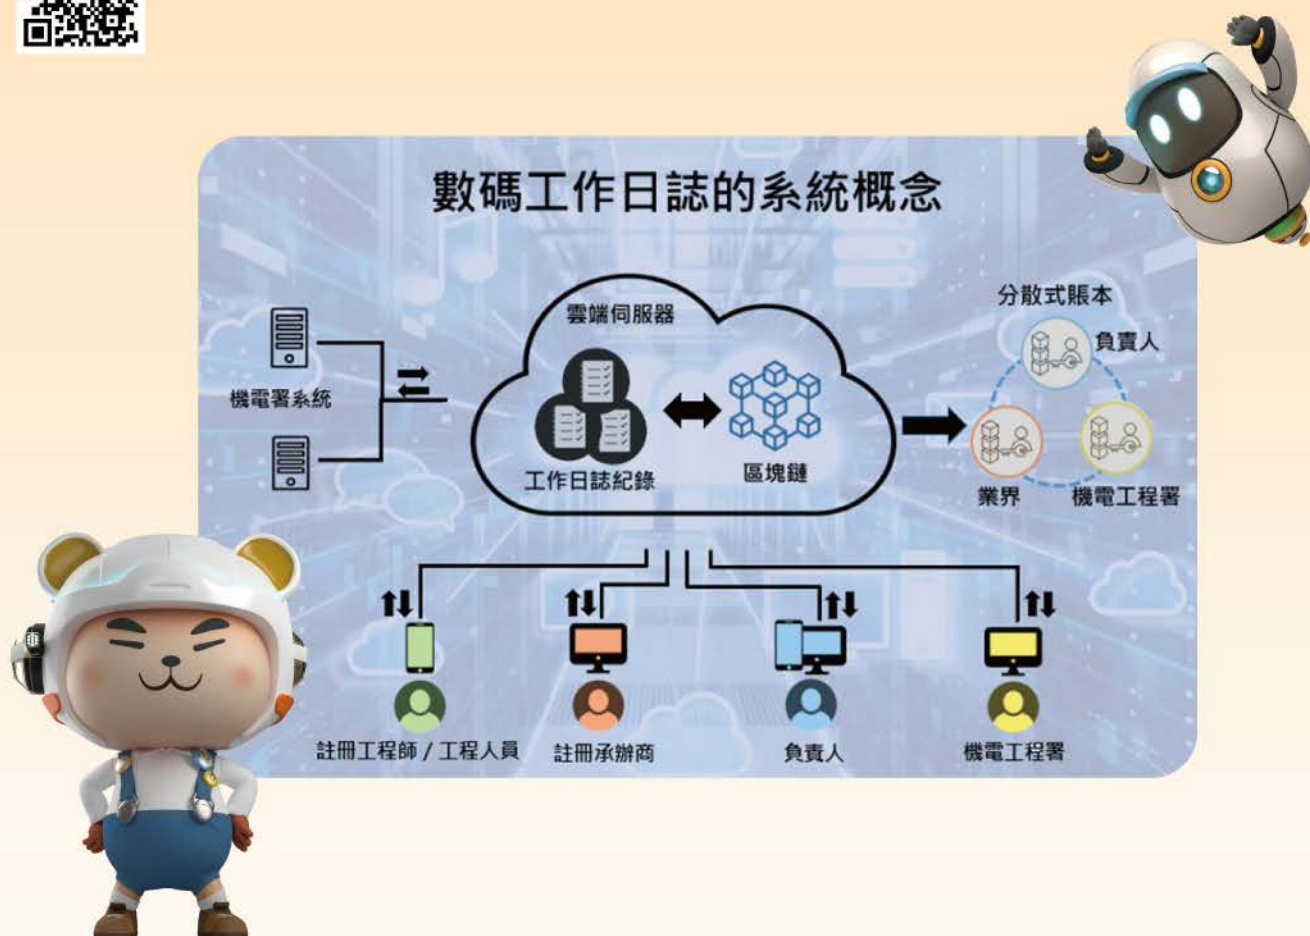 數碼工作日誌的系統概念
雲端伺服器
分散式賬本
負責人
機電署系統
工作日誌紀錄
區塊鏈
業界
機電工程署
註冊工程師 / 工程人員
註冊承辦商
負責人
機電工程署